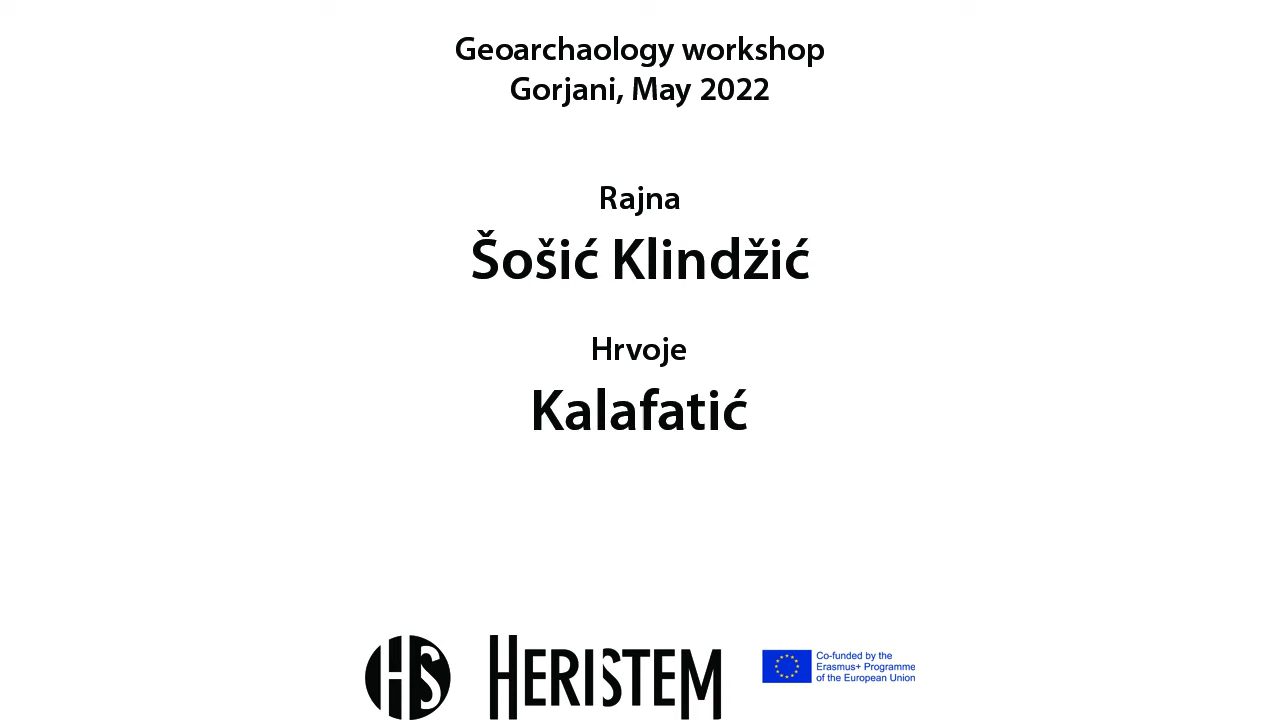 Geoarchaology workshop
Gorjani, May 2022
Rajna
Šošić Klindžić
Hrvoje
Kalafatić
HS
HERISTEM
Co-funded by the
Erasmus+ Programme
of the European Union